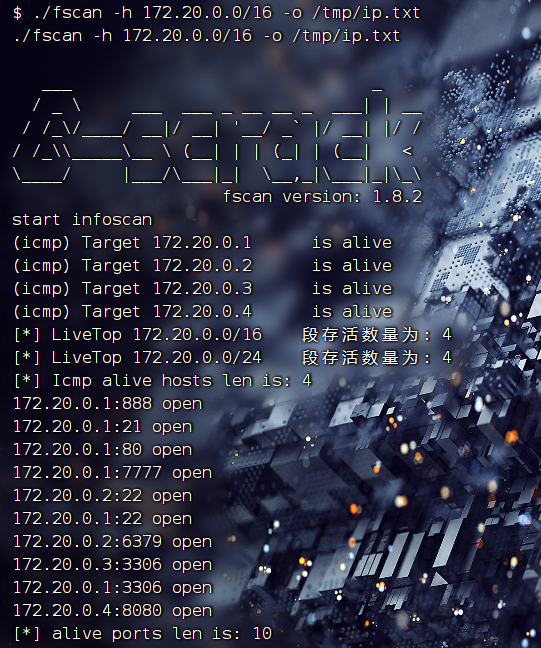 $ ./fscan -h 172.20.0.0/16 -o /tmp/ip.txt
./fscan -h 172.20.0.0/16 -o /tmp/ip.txt
   ___                              _
  / _ \     ___  ___ _ __ __ _  ___| | __
 / /_\/____/ __|/ __| '__/ _` |/ __| |/ /
/ /_\\_____\__ \ (__| | | (_| | (__|   <
\____/     |___/\___|_|  \__,_|\___|_|\_\
                     fscan version: 1.8.2
start infoscan
(icmp) Target 172.20.0.1      is alive
(icmp) Target 172.20.0.2      is alive
(icmp) Target 172.20.0.3      is alive
(icmp) Target 172.20.0.4      is alive
[*] LiveTop 172.20.0.0/16    段存活数量为: 4
[*] LiveTop 172.20.0.0/24    段存活数量为: 4
[*] Icmp alive hosts len is: 4
172.20.0.1:888 open
172.20.0.1:21 open
172.20.0.1:80 open
172.20.0.1:7777 open
172.20.0.2:22 open
172.20.0.1:22 open
172.20.0.2:6379 open
172.20.0.3:3306 open
172.20.0.1:3306 open
172.20.0.4:8080 open
[*] alive ports len is: 10